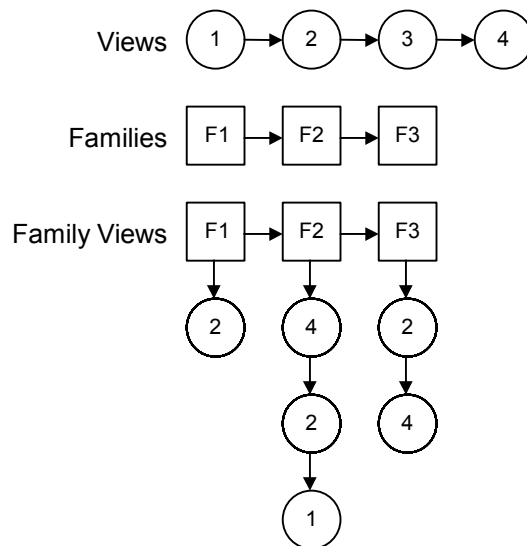 Views 1 2 3 4
Families F1 F2 F3
Family Views F1 F2 F3
2 4 2
2 4
1